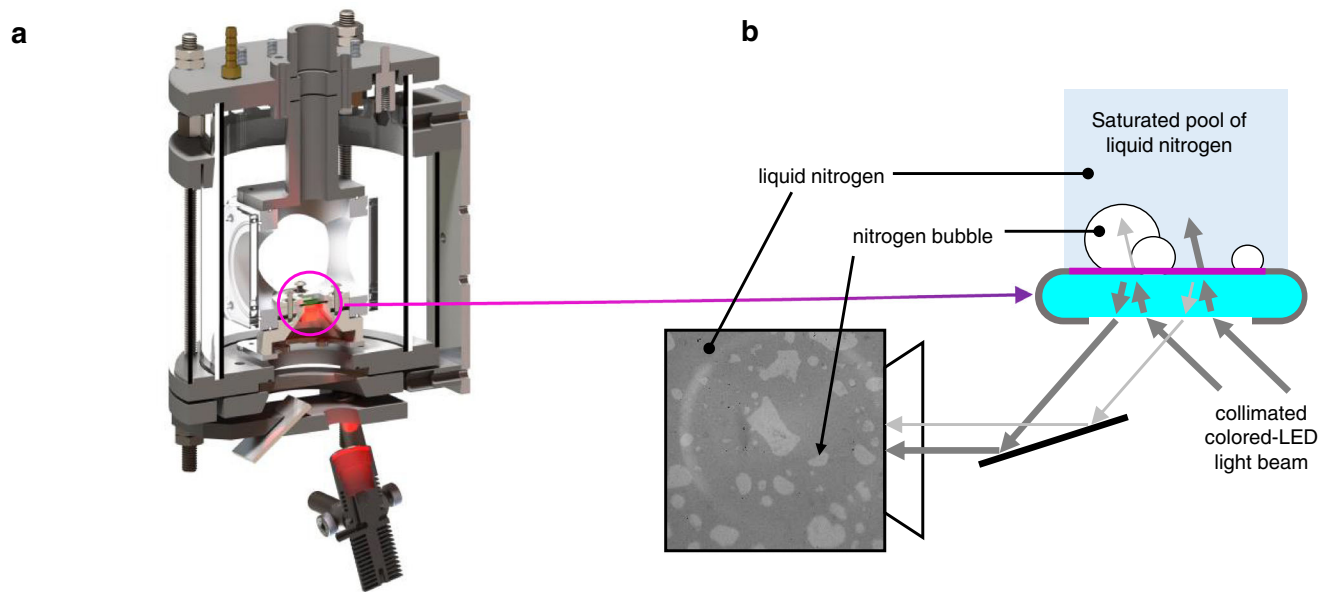 a
b
Saturated pool of
liquid nitrogen
liquid nitrogen
nitrogen bubble
collimated
colored-LED
light beam